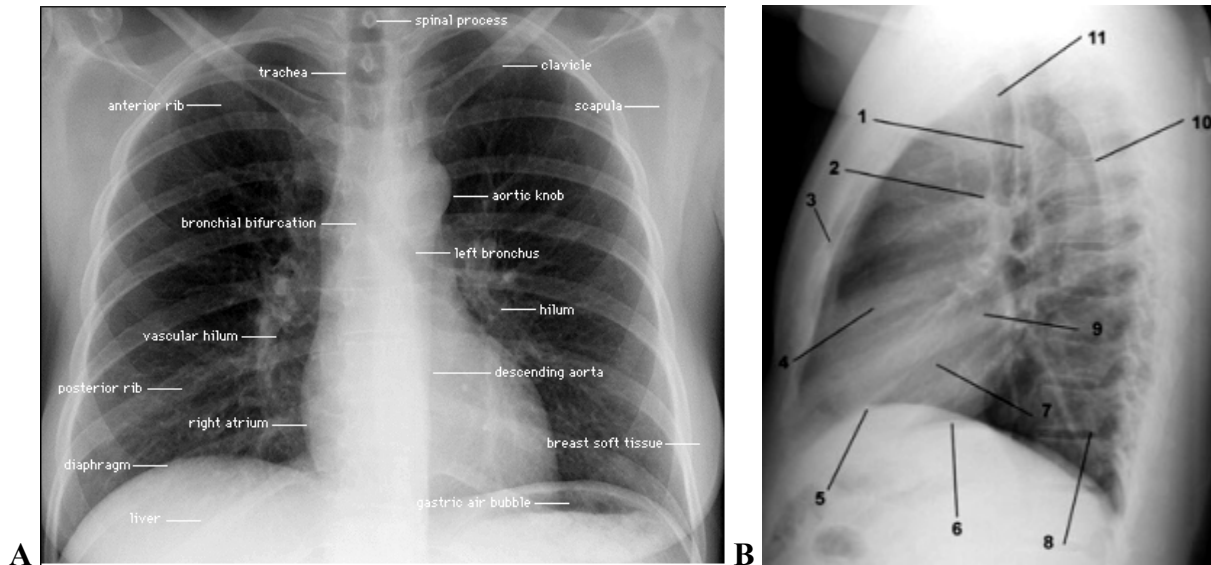 spinal process
clavicle
trachea
anterior rib
scapula
aortic knob
bronchial bifurcation
left bronchus
hilum
vascular hilum
descending aorta
posterior rib
right atrium
breast soft tissue
diaphragm
gastric air bubble
liver
A
11
1
10
2
3
4
9
7
5
6
8
B